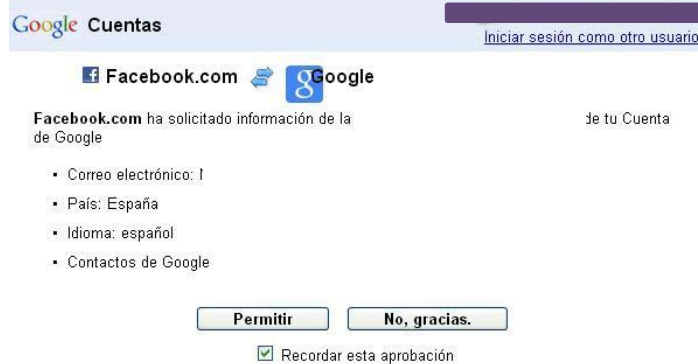 Google Cuentas
Iniciar sesión como otro usuario
Facebook.com Google
Facebook.com ha solicitado información de la de tu Cuenta
de Google
Correo electrónico:
País: España
Idioma: español
Contactos de Google
Permitir No, gracias.
Recordar esta aprobación